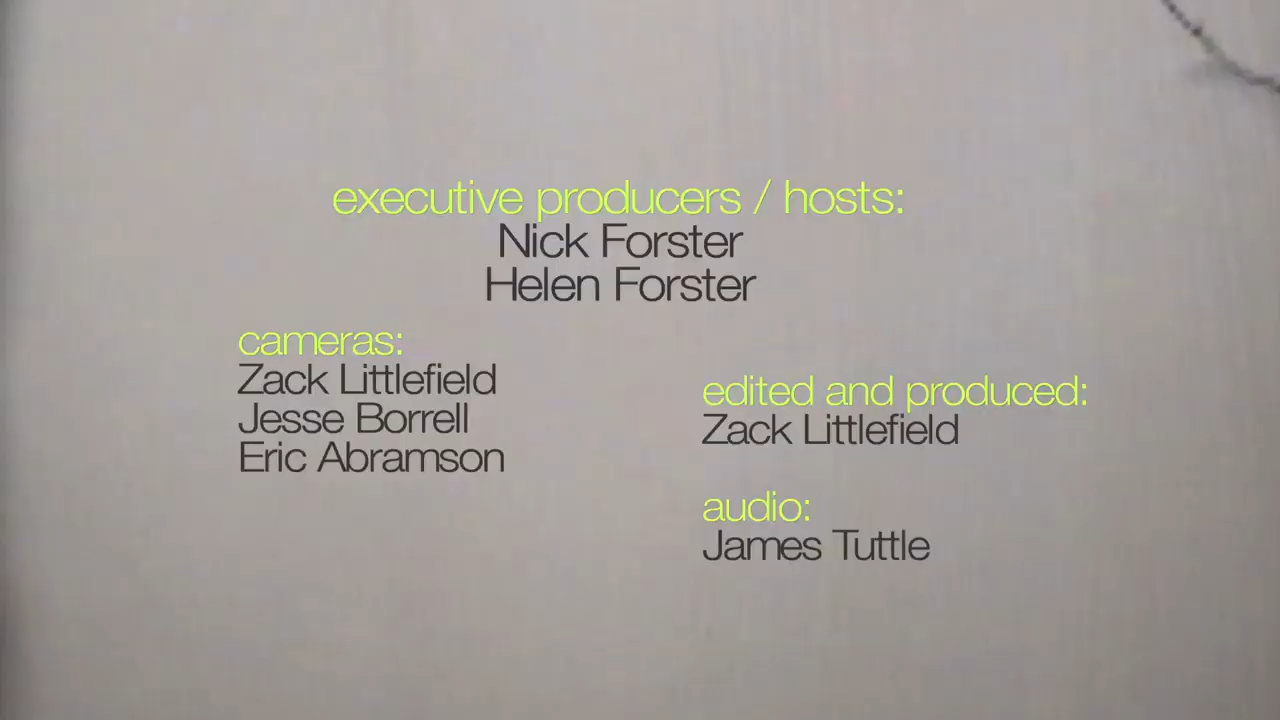 executive producers / hosts:
Nick Forster
Helen Forster
cameras:
Zack Littlefield
Jesse Borrell
Eric Abramson
edited and produced:
Zack Littlefield
audio:
James Tuttle